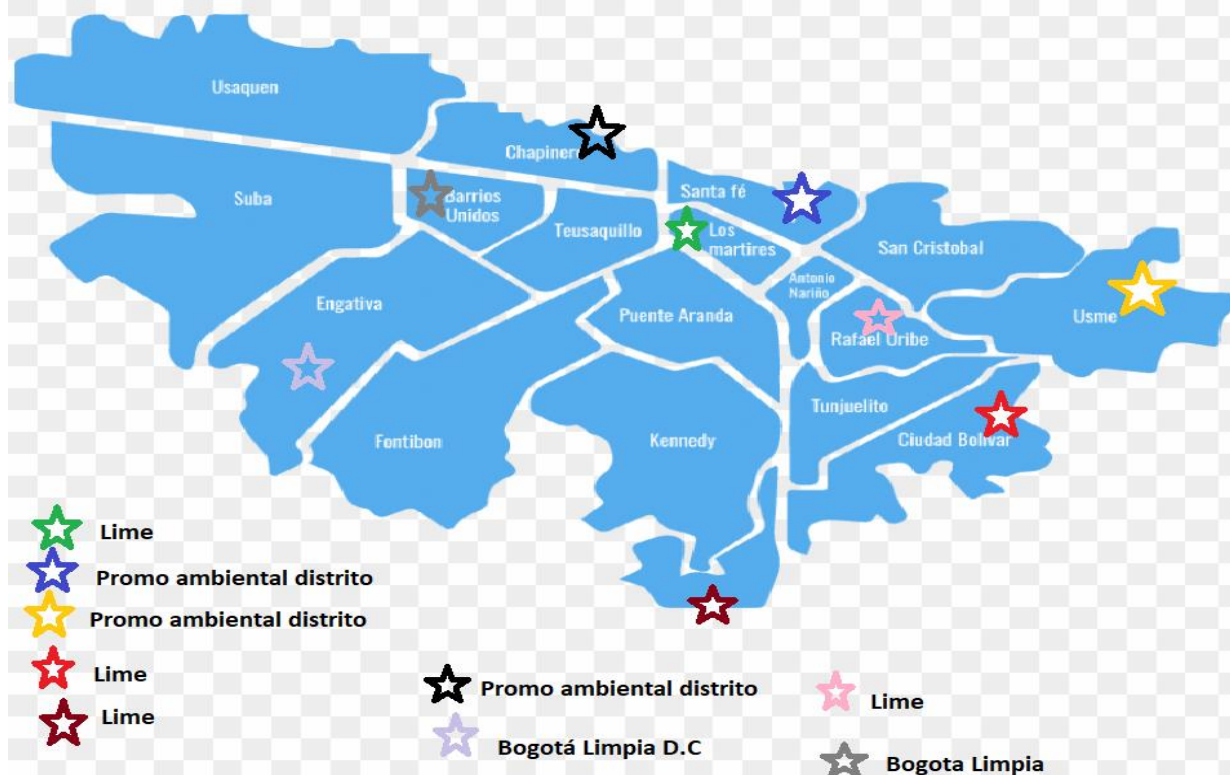 Usaquen
Chapinero
Suba
Barrios
Unidos
Santa fé
Teusaquillo
Los
martires
San Cristobal
Antonio
Nariño
Engativa
Puente Aranda
Usme
Rafael Uribe
Tunjuelito
Fontibon
Kennedy
Ciudad Bolivar
Lime
Promo ambiental distrito
Promo ambiental distrito
Lime
Lime
Promo ambiental distrito
Bogotá Limpia D.C
Lime
Bogota Limpia